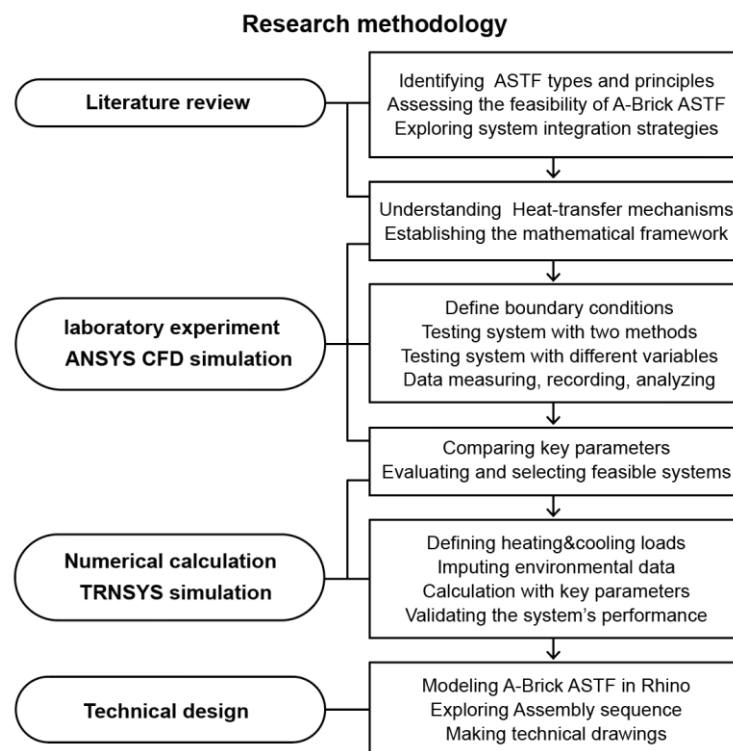 Research methodology
Literature review
Identifying ASTF types and principles
Assessing the feasibility of A-Brick ASTF
Exploring system integration strategies
Understanding Heat-transfer mechanisms
Establishing the mathematical framework
laboratory experiment
ANSYS CFD simulation
Define boundary conditions
Testing system with two methods
Testing system with different variables
Data measuring, recording, analyzing
Comparing key parameters
Evaluating and selecting feasible systems
Numerical calculation
TRNSYS simulation
Defining heating&cooling loads
Imputing environmental data
Calculation with key parameters
Validating the system’s performance
Technical design
Modeling A-Brick ASTF in Rhino
Exploring Assembly sequence
Making technical drawings